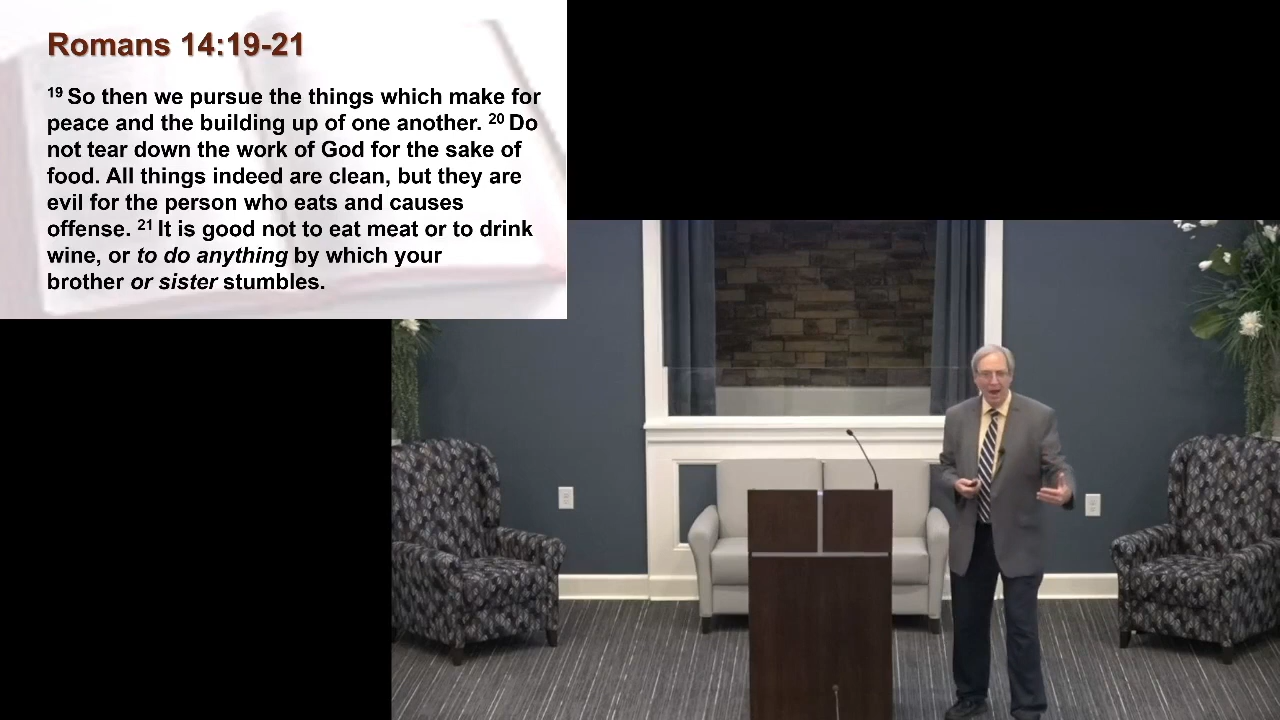 Romans 14:19-21
19 So then we pursue the things which make for
peace and the building up of one another. 20 Do
not tear down the work of God for the sake of
food. All things indeed are clean, but they are
evil for the person who eats and causes
offense. 21 It is good not to eat meat or to drink
wine, or to do anything by which your
brother or sister stumbles.